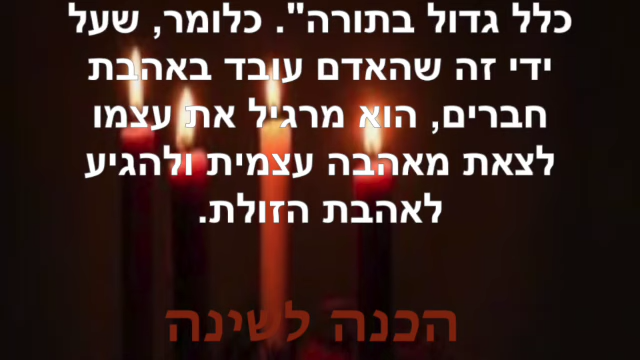 כלל גדול בתורה". כלומר, שעל
ידי זה שהאדם עובד באהבת
חברים, הוא מרגיל את עצמו
לצאת מאהבה עצמית ולהגיע
לאהבת הזולת.
הכנה לשינה